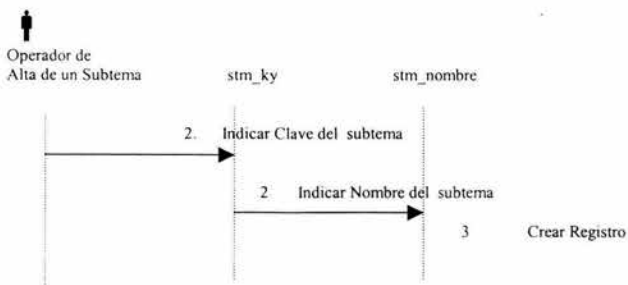 Operador de
Alta de un Subtema
stm_ky
stm_nombre
2. Indicar Clave del subtema
2 Indicar Nombre del subtema
3 Crear Registro